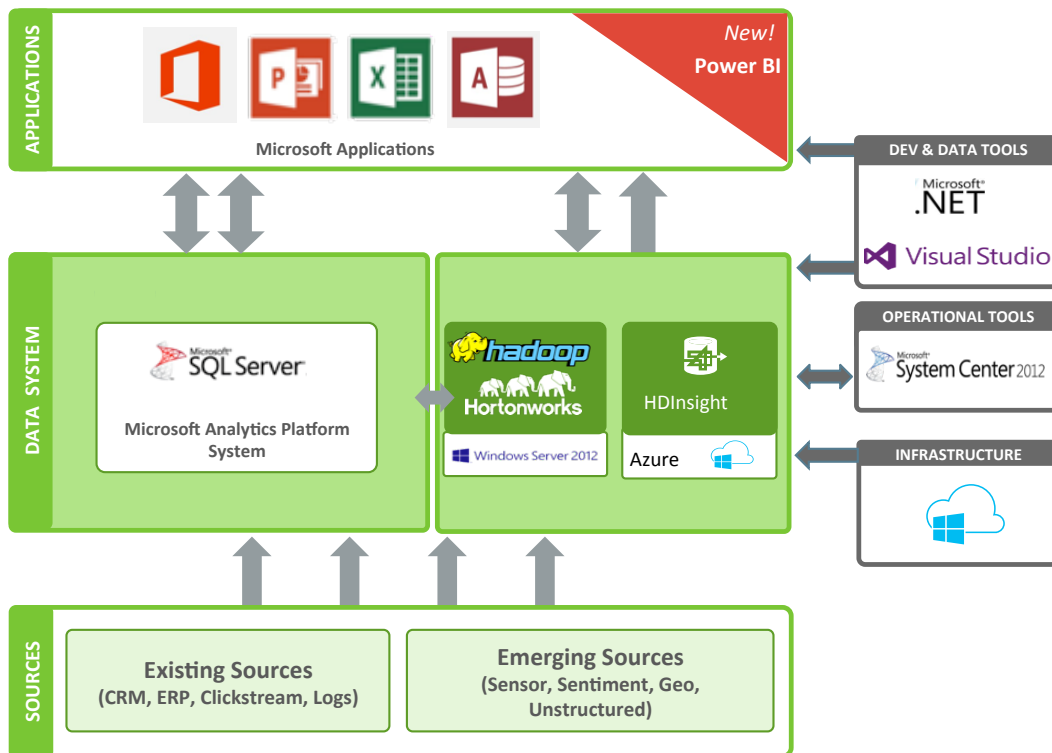 APPLICATIONS
New!
Power BI
P
X
A
Microsoft Applications
DEV & DATA TOOLS
Microsoft®
.NET
Visual Studio
DATA SYSTEM
Microsoft®
SQL Server
Microsoft Analytics Platform
System
hadoop
Hortonworks
Windows Server 2012
HDInsight
Azure
OPERATIONAL TOOLS
Microsoft®
System Center 2012
INFRASTRUCTURE
SOURCES
Existing Sources
(CRM, ERP, Clickstream, Logs)
Emerging Sources
(Sensor, Sentiment, Geo,
Unstructured)